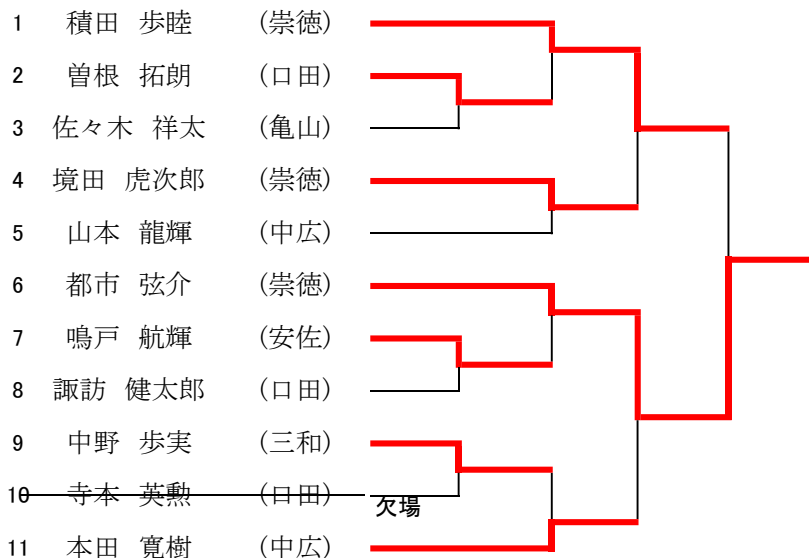 1 積田 歩睦 (崇徳)
2 曽根 拓朗 (口田)
3 佐々木 祥太 (亀山)
4 境田 虎次郎 (崇徳)
5 山本 龍輝 (中広)
6 都市 弦介 (崇徳)
7 鳴戸 航輝 (安佐)
8 諏訪 健太郎 (口田)
9 中野 歩実 (三和)
10 寺本 英勲 (口田) 欠場
11 本田 寛樹 (中広)